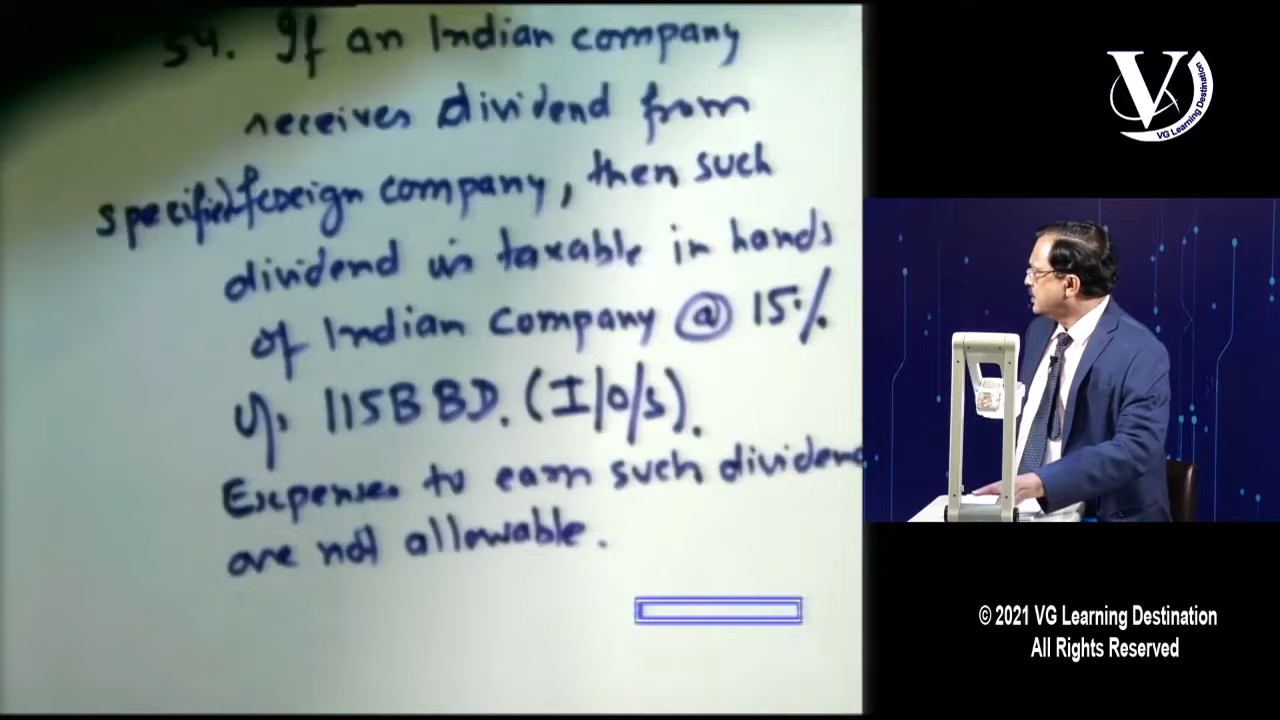 54. If an Indian company
receives dividend from
specified foreign company, then such
dividend is taxable in hands
of Indian Company @ 15%
u/s 115BBD. (I/O/S).
Expenses to earn such dividend
are not allowable.
V
VG Learning Destination
© 2021 VG Learning Destination
All Rights Reserved